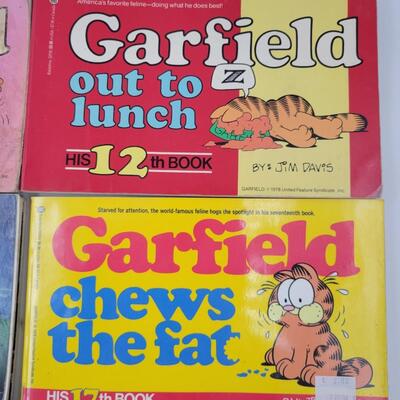 America's favorite feline—doing what he does best!
Garfield
out to
lunch
Z
HIS 12th BOOK
BY: JIM DAVIS
GARFIELD: © 1978 United Feature Syndicate, Inc.
Starved for attention, the world-famous feline hogs the spotlight in his seventeenth book.
Garfield
chews
the fat
HIS 17th BOOK